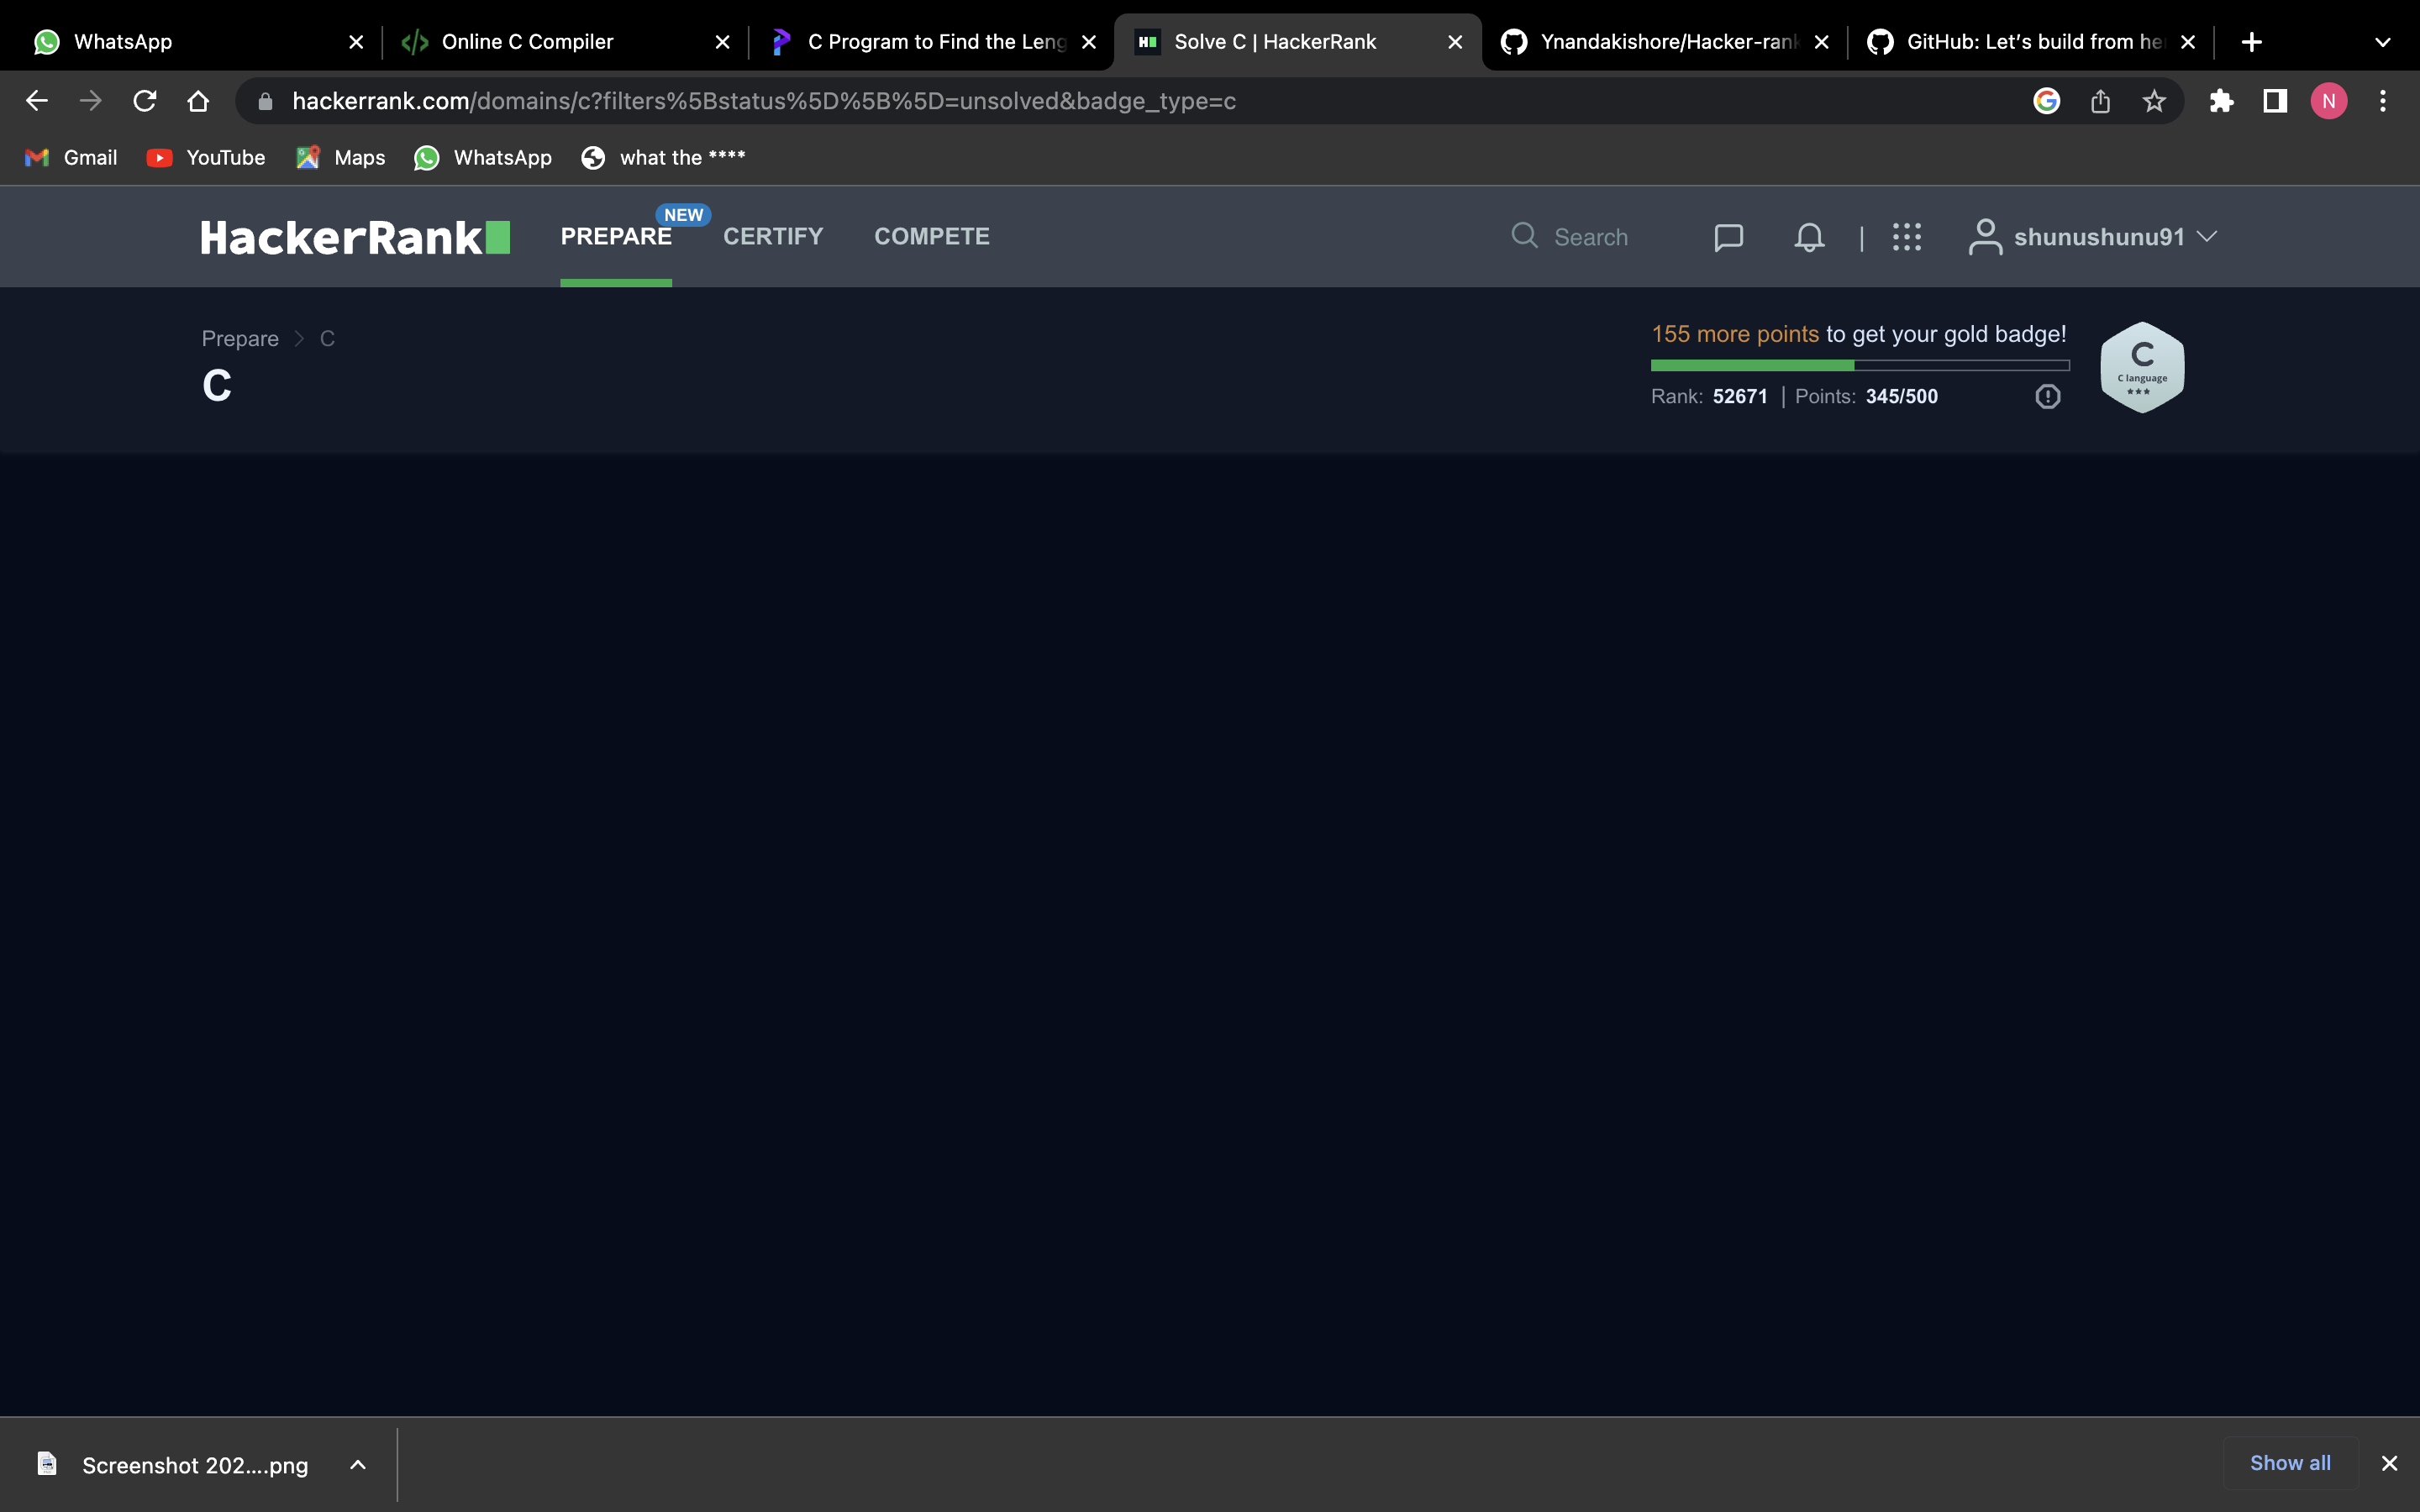 WhatsApp
Online C Compiler
C Program to Find the Leng
Solve C | HackerRank
Ynandakishore/Hacker-rank
GitHub: Let's build from he
hackerrank.com/domains/c?filters%5Bstatus%5D%5B%5D=unsolved&badge_type=c
N
Gmail
YouTube
Maps
WhatsApp
what the ****
HackerRank
PREPARE
NEW
CERTIFY
COMPETE
Search
|
shunushunu91
Prepare > C
C
155 more points to get your gold badge!
Rank: 52671 | Points: 345/500
C
C language
Screenshot 202....png
Show all